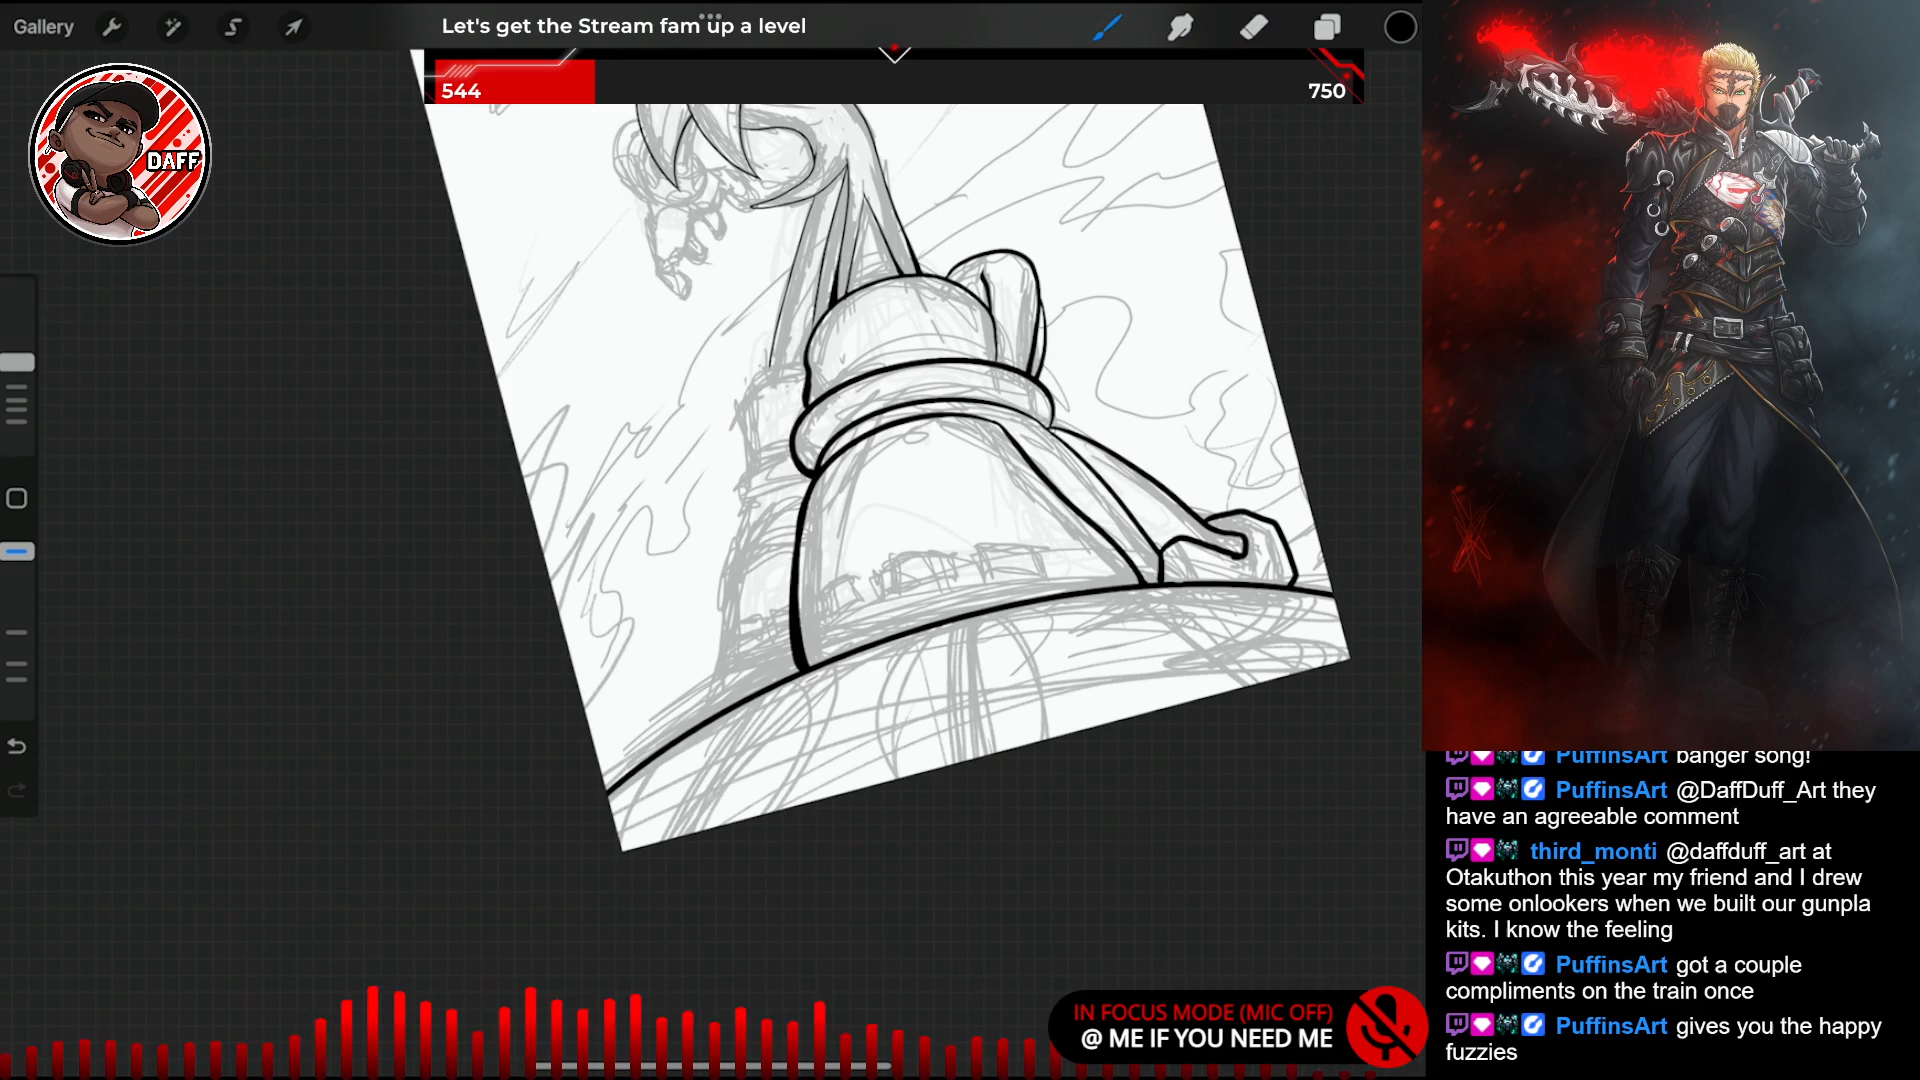 Gallery
Let's get the Stream fam up a level
544
750
DAFF
PuffinsArt banger song!
PuffinsArt @DaffDuff_Art they
have an agreeable comment
third_monti @daffduff_art at
Otakuthon this year my friend and I drew
some onlookers when we built our gunpla
kits. I know the feeling
PuffinsArt got a couple
compliments on the train once
PuffinsArt gives you the happy
fuzzies
IN FOCUS MODE (MIC OFF)
@ ME IF YOU NEED ME